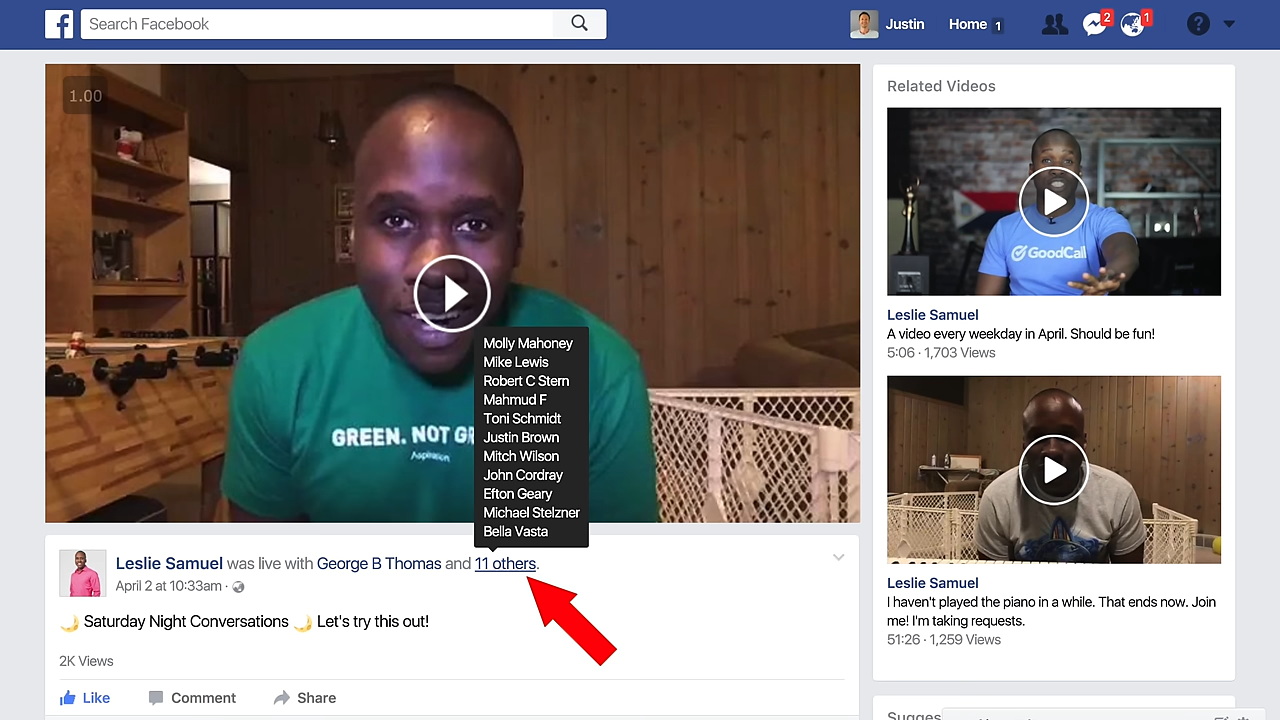 f Search Facebook
Justin Home 1 2 1 ?
1.00
GREEN. NOT GR
Aspiration
Molly Mahoney
Mike Lewis
Robert C Stern
Mahmud F
Toni Schmidt
Justin Brown
Mitch Wilson
John Cordray
Efton Geary
Michael Stelzner
Bella Vasta
Leslie Samuel was live with George B Thomas and 11 others.
April 2 at 10:33am ·
🌙 Saturday Night Conversations 🌙 Let's try this out!
2K Views
Like Comment Share
Related Videos
GoodCall
Leslie Samuel
A video every weekday in April. Should be fun!
5:06 · 1,703 Views
Leslie Samuel
I haven't played the piano in a while. That ends now. Join
me! I'm taking requests.
51:26 · 1,259 Views
Sugges